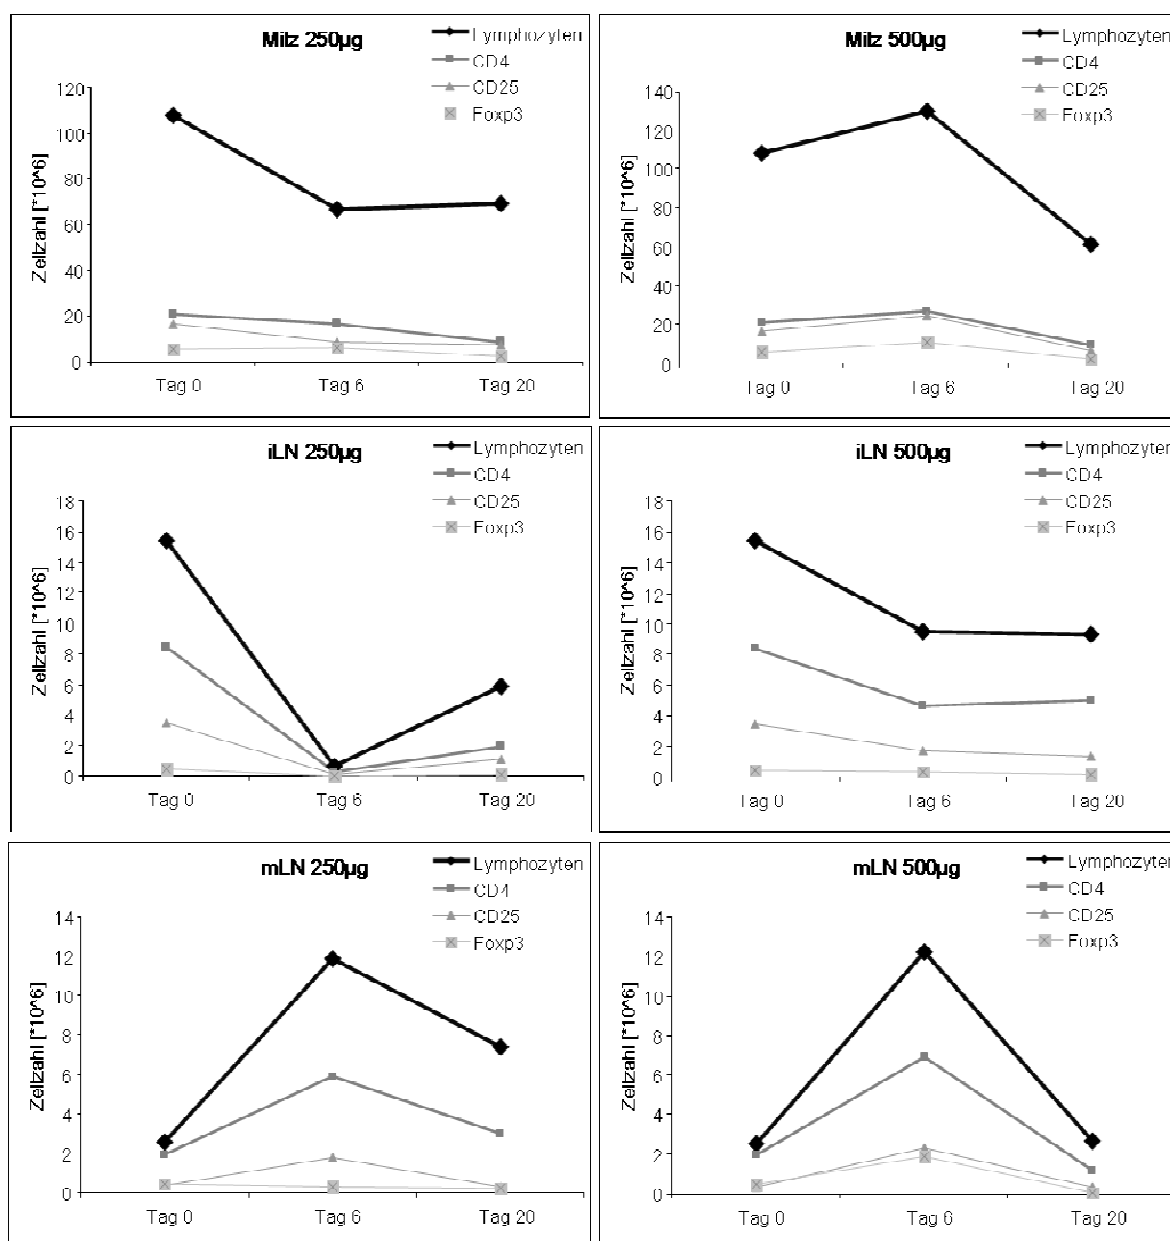 Milz 250µg
Lymphozyten
CD4
CD25
Foxp3
Zellzahl [*10^6]
120
100
80
60
40
20
0
Tag 0
Tag 6
Tag 20
Milz 500µg
Lymphozyten
CD4
CD25
Foxp3
Zellzahl [*10^6]
140
120
100
80
60
40
20
0
Tag 0
Tag 6
Tag 20
iLN 250µg
Lymphozyten
CD4
CD25
Foxp3
Zellzahl [*10^6]
18
16
14
12
10
8
6
4
2
0
Tag 0
Tag 6
Tag 20
iLN 500µg
Lymphozyten
CD4
CD25
Foxp3
Zellzahl [*10^6]
18
16
14
12
10
8
6
4
2
0
Tag 0
Tag 6
Tag 20
mLN 250µg
Lymphozyten
CD4
CD25
Foxp3
Zellzahl [*10^6]
14
12
10
8
6
4
2
0
Tag 0
Tag 6
Tag 20
mLN 500µg
Lymphozyten
CD4
CD25
Foxp3
Zellzahl [*10^6]
14
12
10
8
6
4
2
0
Tag 0
Tag 6
Tag 20